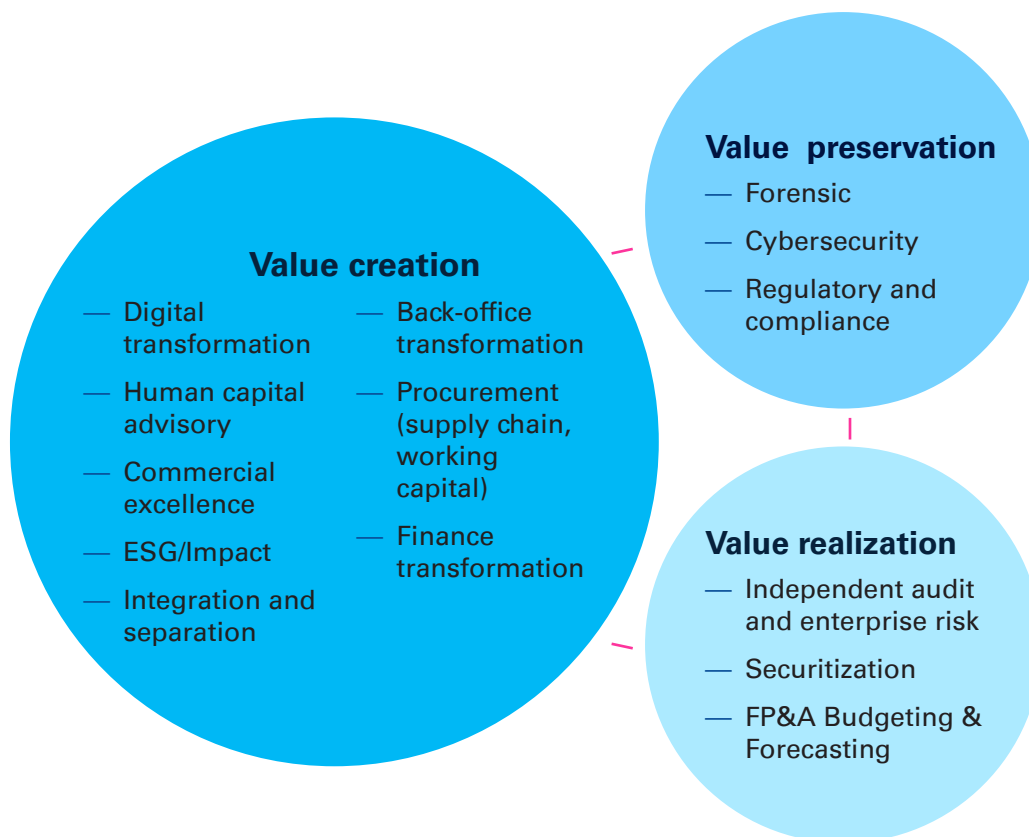 Value creation
— Digital
transformation
— Human capital
advisory
— Commercial
excellence
— ESG/Impact
— Integration and
separation
— Back-office
transformation
— Procurement
(supply chain,
working
capital)
— Finance
transformation
Value preservation
— Forensic
— Cybersecurity
— Regulatory and
compliance
Value realization
— Independent audit
and enterprise risk
— Securitization
— FP&A Budgeting &
Forecasting